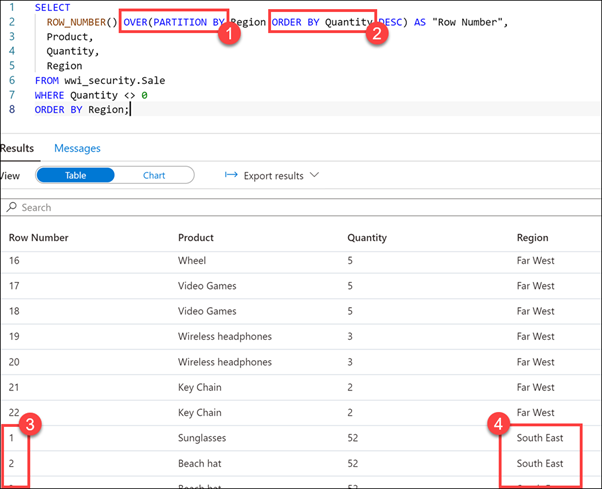 1 SELECT
2 ROW_NUMBER() OVER(PARTITION BY Region ORDER BY Quantity DESC) AS "Row Number",
3 Product,
4 Quantity,
5 Region
6 FROM wwi_security.Sale
7 WHERE Quantity <> 0
8 ORDER BY Region;
1 2
Results Messages
View Table Chart Export results
Search
Row Number Product Quantity Region
16 Wheel 5 Far West
17 Video Games 5 Far West
18 Video Games 5 Far West
19 Wireless headphones 3 Far West
20 Wireless headphones 3 Far West
21 Key Chain 2 Far West
22 Key Chain 2 Far West
3 4
1 Sunglasses 52 South East
2 Beach hat 52 South East